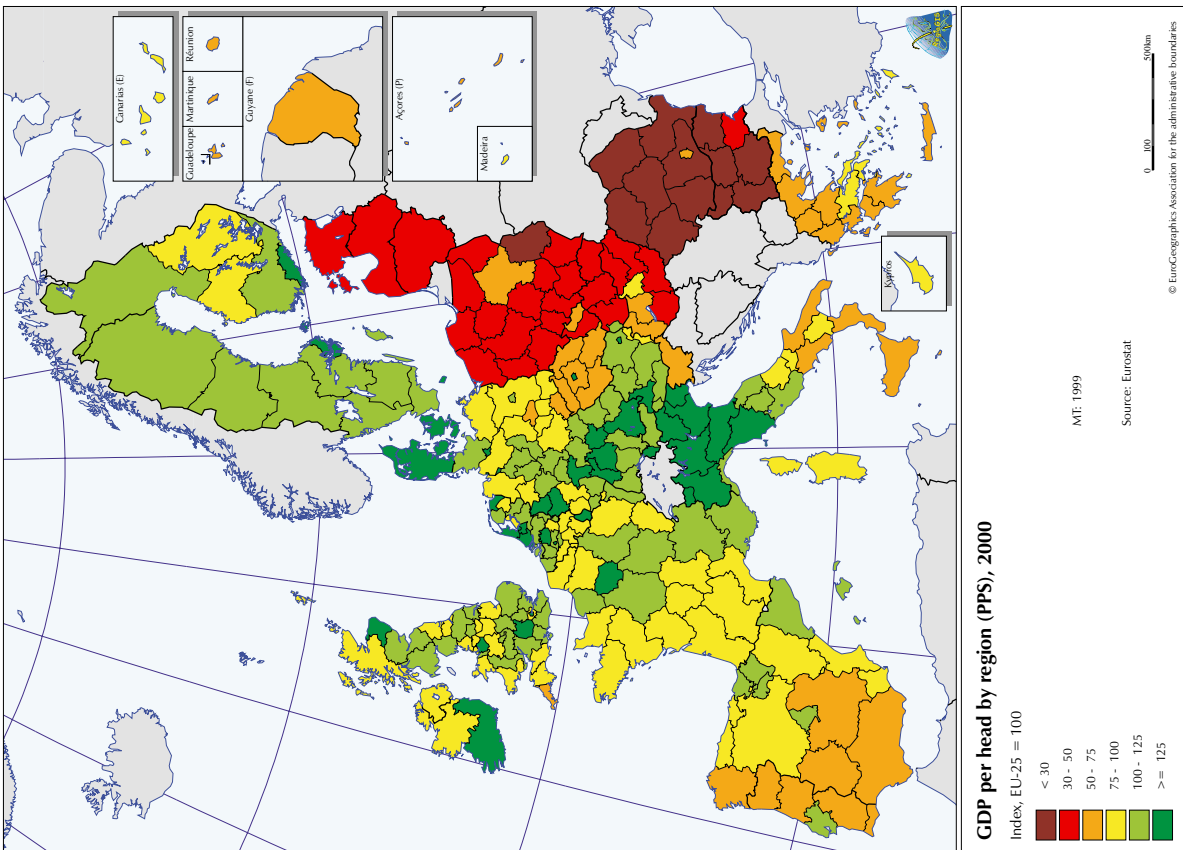 Canarias (E)
Guadeloupe
Martinique
Réunion
Guyane (F)
Açores (P)
Madeira
Kypros
GDP per head by region (PPS), 2000
Index, EU-25 = 100
< 30
30 - 50
50 - 75
75 - 100
100 - 125
>= 125
MT: 1999
Source: Eurostat
0 100 500km
© EuroGeographics Association for the administrative boundaries